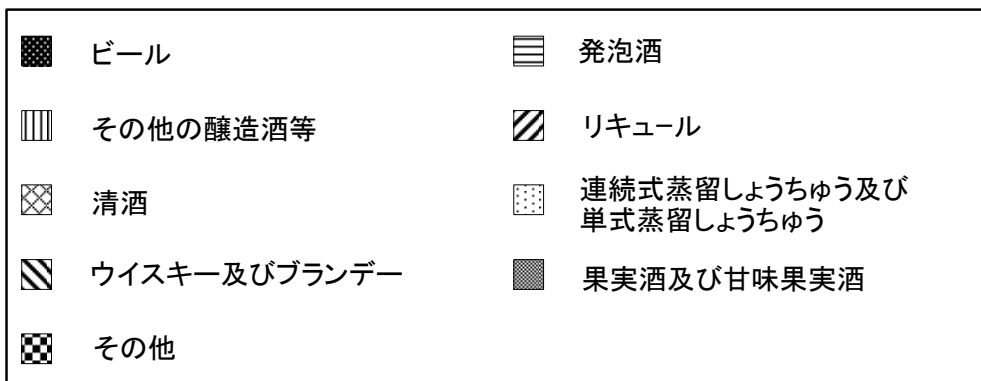 ビール
発泡酒
その他の醸造酒等
リキュール
清酒
連続式蒸留しょうちゅう及び
単式蒸留しょうちゅう
ウイスキー及びブランデー
果実酒及び甘味果実酒
その他